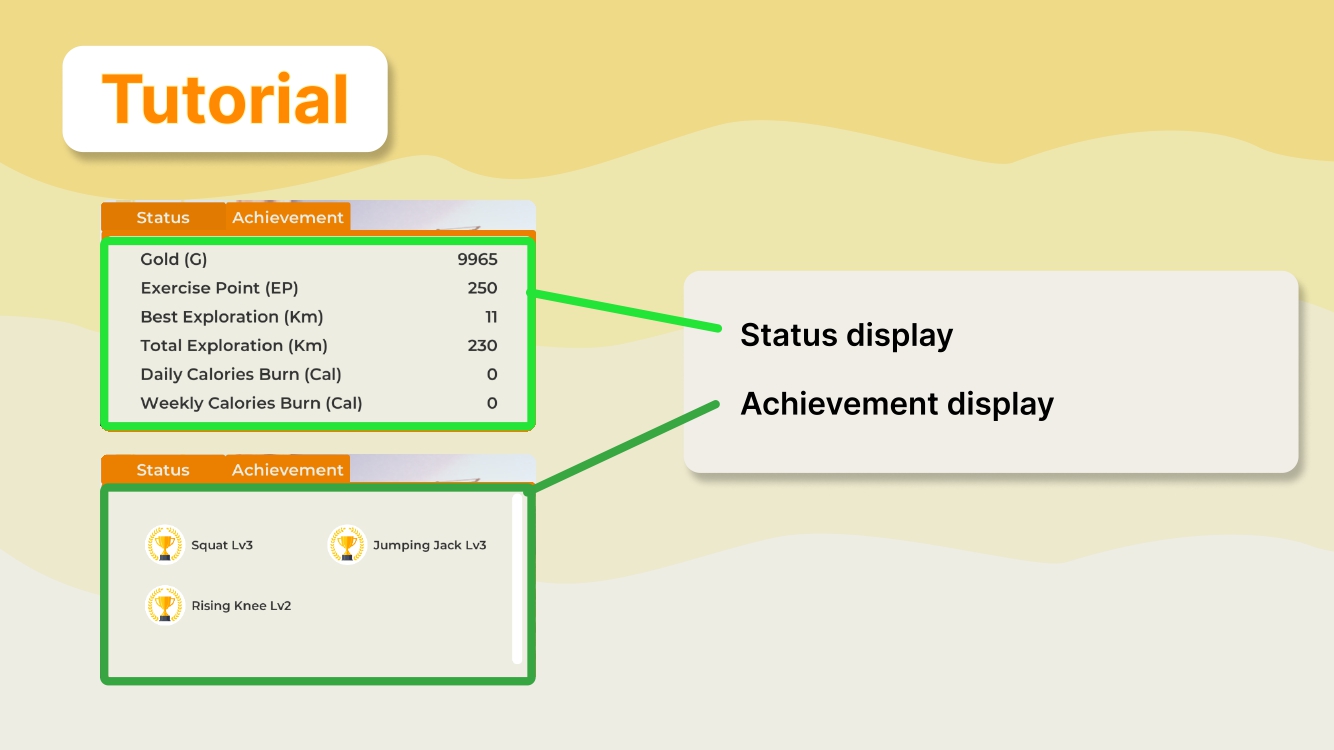 Tutorial
Status Achievement
Gold (G) 9965
Exercise Point (EP) 250
Best Exploration (Km) 11
Total Exploration (Km) 230
Daily Calories Burn (Cal) 0
Weekly Calories Burn (Cal) 0
Status display
Achievement display
Status Achievement
Squat Lv3 Jumping Jack Lv3
Rising Knee Lv2